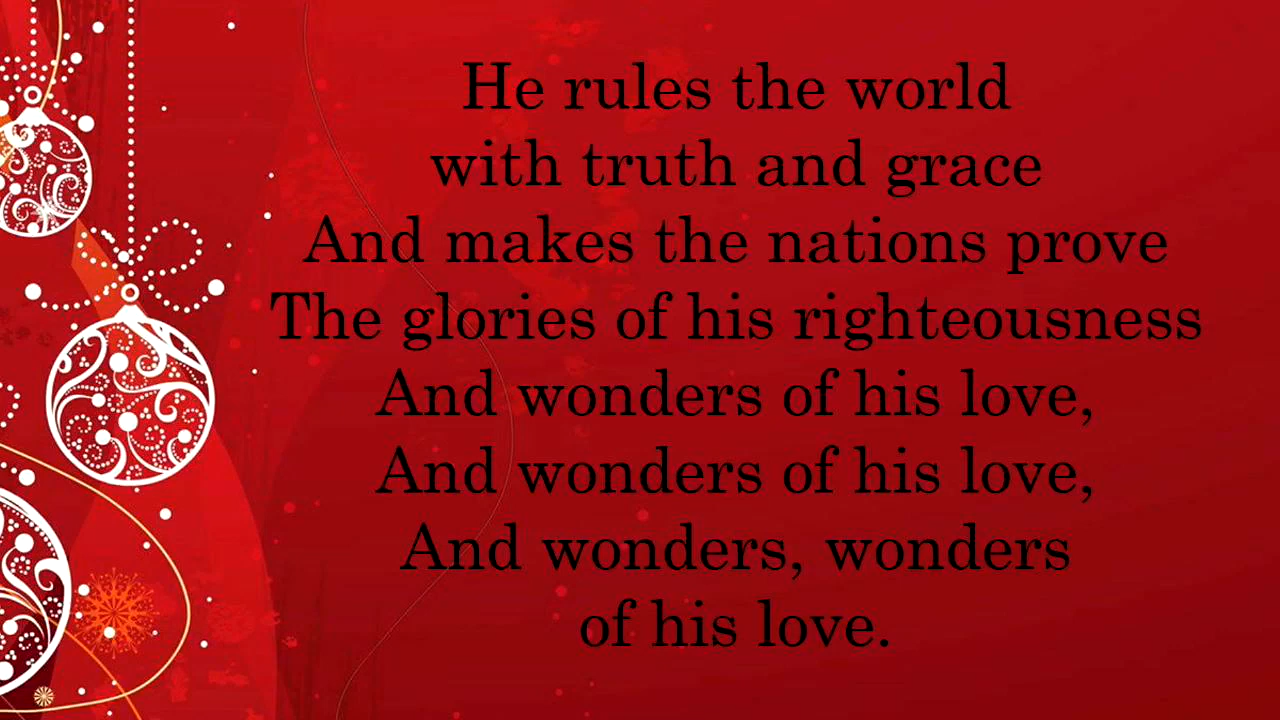 He rules the world
with truth and grace
And makes the nations prove
The glories of his righteousness
And wonders of his love,
And wonders of his love,
And wonders, wonders
of his love.